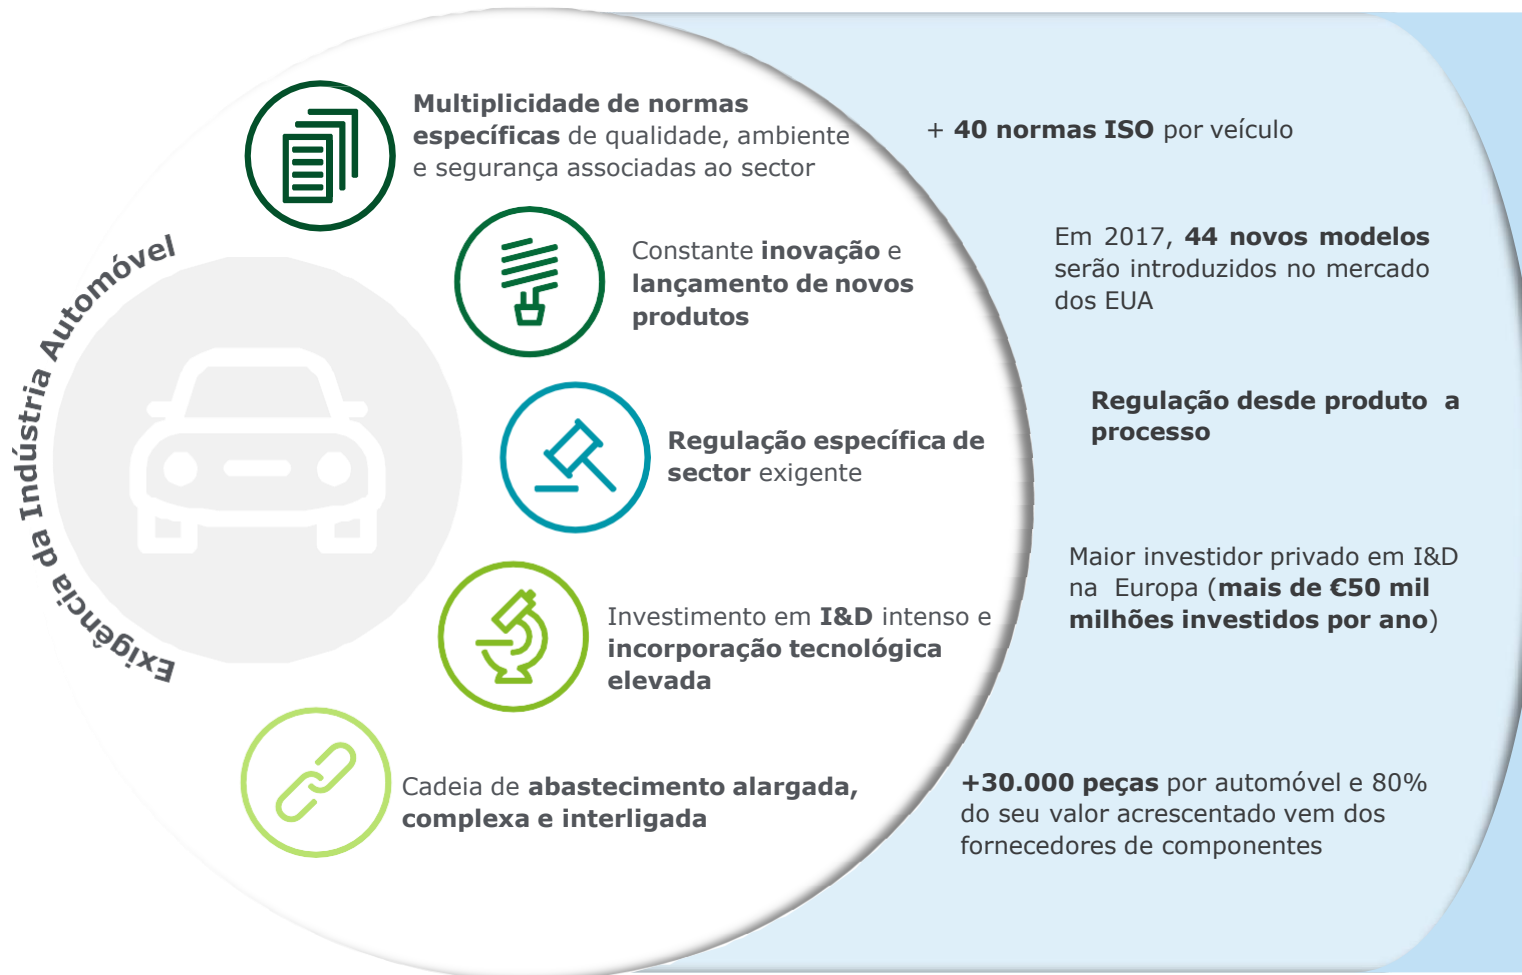 Exigência da Indústria Automóvel
Multiplicidade de normas
específicas de qualidade, ambiente
e segurança associadas ao sector
+ 40 normas ISO por veículo
Constante inovação e
lançamento de novos
produtos
Em 2017, 44 novos modelos
serão introduzidos no mercado
dos EUA
Regulação específica de
sector exigente
Regulação desde produto a
processo
Investimento em I&D intenso e
incorporação tecnológica
elevada
Maior investidor privado em I&D
na Europa (mais de €50 mil
milhões investidos por ano)
Cadeia de abastecimento alargada,
complexa e interligada
+30.000 peças por automóvel e 80%
do seu valor acrescentado vem dos
fornecedores de componentes